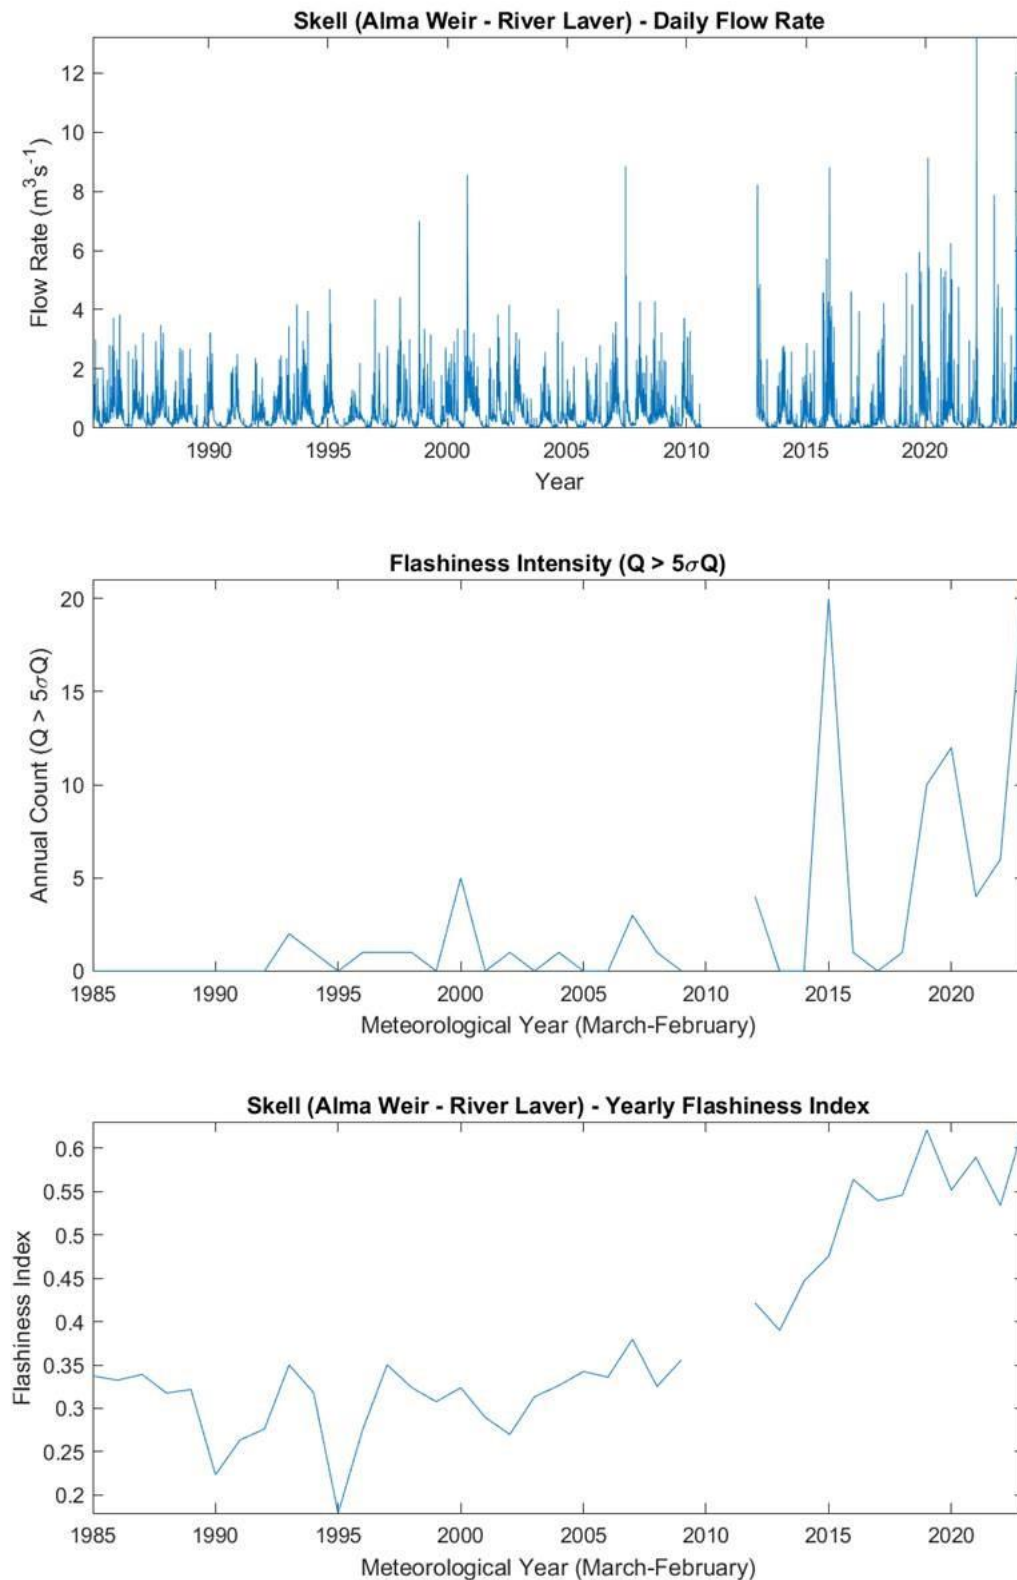 Skell (Alma Weir - River Laver) - Daily Flow Rate
12
10
8
6
4
2
0
Flow Rate (m³s⁻¹)
1990 1995 2000 2005 2010 2015 2020
Year
Flashiness Intensity (Q > 5σQ)
20
15
10
5
0
Annual Count (Q > 5σQ)
1985 1990 1995 2000 2005 2010 2015 2020
Meteorological Year (March-February)
Skell (Alma Weir - River Laver) - Yearly Flashiness Index
0.6
0.55
0.5
0.45
0.4
0.35
0.3
0.25
0.2
Flashiness Index
1985 1990 1995 2000 2005 2010 2015 2020
Meteorological Year (March-February)